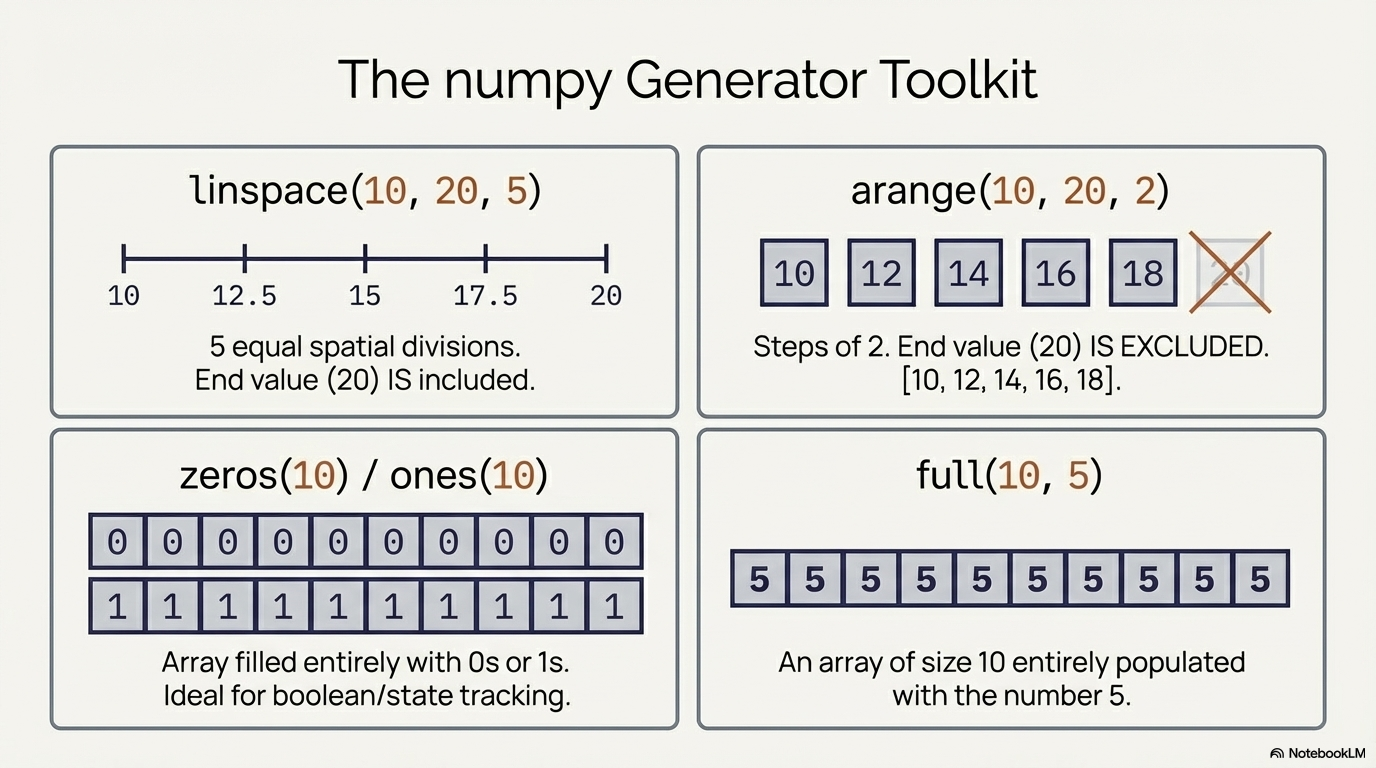 The numpy Generator Toolkit
linspace(10, 20, 5)
10 12.5 15 17.5 20
5 equal spatial divisions.
End value (20) IS included.
arange(10, 20, 2)
10 12 14 16 18 20
Steps of 2. End value (20) IS EXCLUDED.
[10, 12, 14, 16, 18].
zeros(10) / ones(10)
0 0 0 0 0 0 0 0 0 0
1 1 1 1 1 1 1 1 1 1
Array filled entirely with 0s or 1s.
Ideal for boolean/state tracking.
full(10, 5)
5 5 5 5 5 5 5 5 5 5
An array of size 10 entirely populated
with the number 5.
NotebookLM